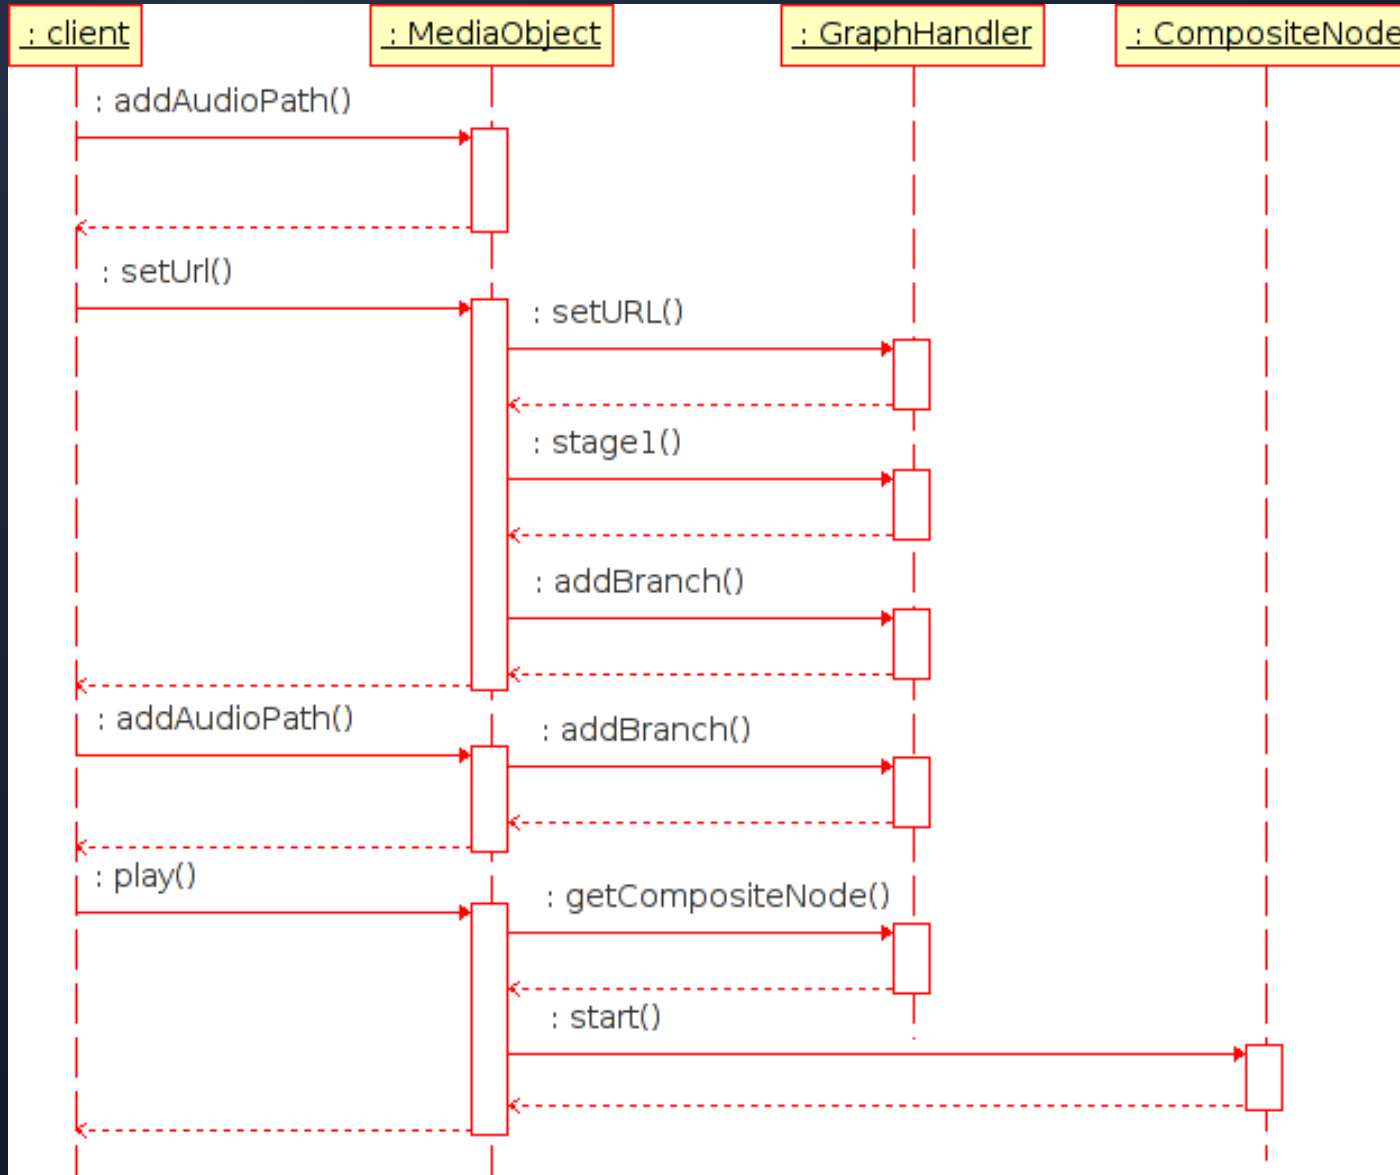 : client
: MediaObject
: GraphHandler
: CompositeNode
: addAudioPath()
: setUrl()
: setURL()
: stage1()
: addBranch()
: addAudioPath()
: addBranch()
: play()
: getCompositeNode()
: start()